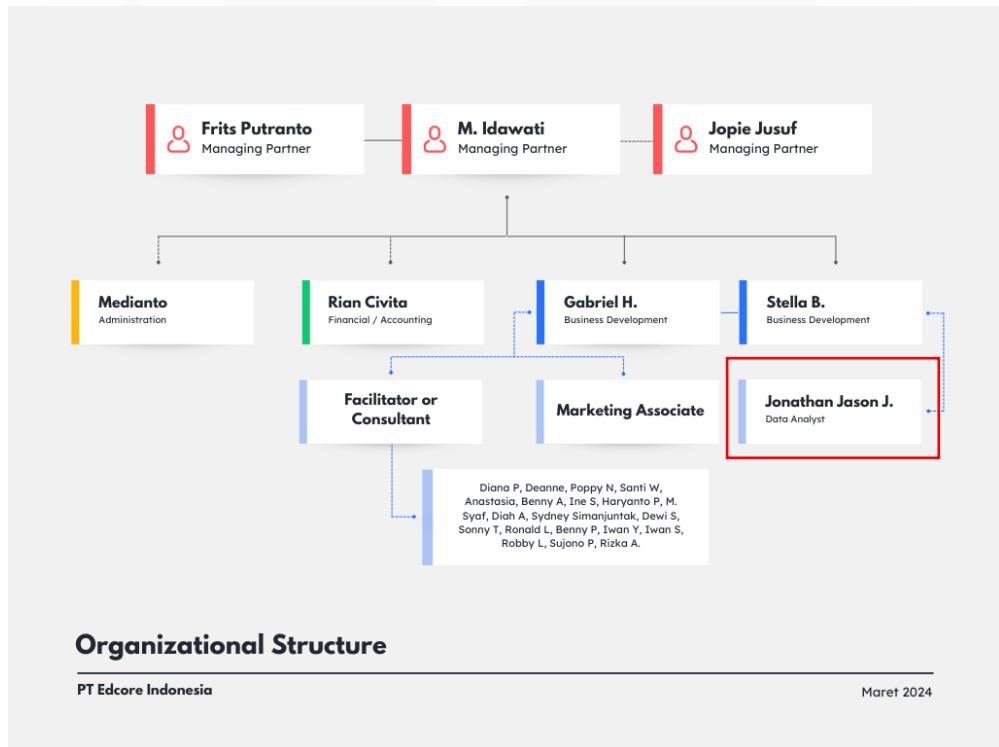 Frits Putranto
Managing Partner
M. Idawati
Managing Partner
Jopie Jusuf
Managing Partner
Medianto
Administration
Rian Civita
Financial / Accounting
Gabriel H.
Business Development
Stella B.
Business Development
Facilitator or
Consultant
Marketing Associate
Jonathan Jason J.
Data Analyst
Diana P, Deanne, Poppy N, Santi W,
Anastasia, Benny A, Ine S, Haryanto P, M.
Syaf, Diah A, Sydney Simanjuntak, Dewi S,
Sonny T, Ronald L, Benny P, Iwan Y, Iwan S,
Robby L, Sujono P, Rizka A.
Organizational Structure
PT Edcore Indonesia
Maret 2024